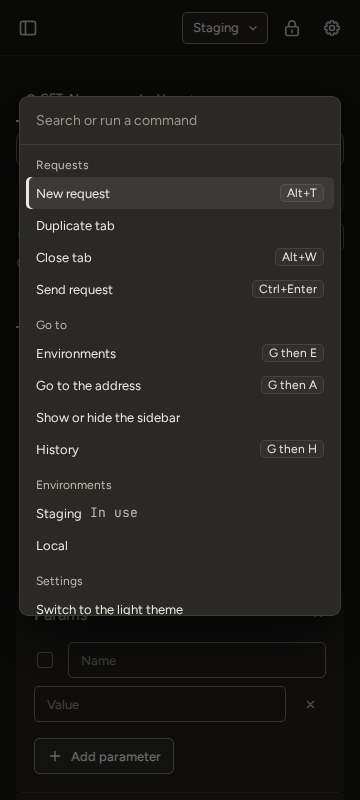 Staging
Search or run a command
Requests
New request Alt+T
Duplicate tab
Close tab Alt+W
Send request Ctrl+Enter
Go to
Environments G then E
Go to the address G then A
Show or hide the sidebar
History G then H
Environments
Staging In use
Local
Settings
Switch to the light theme
Params
Name
Value
Add parameter